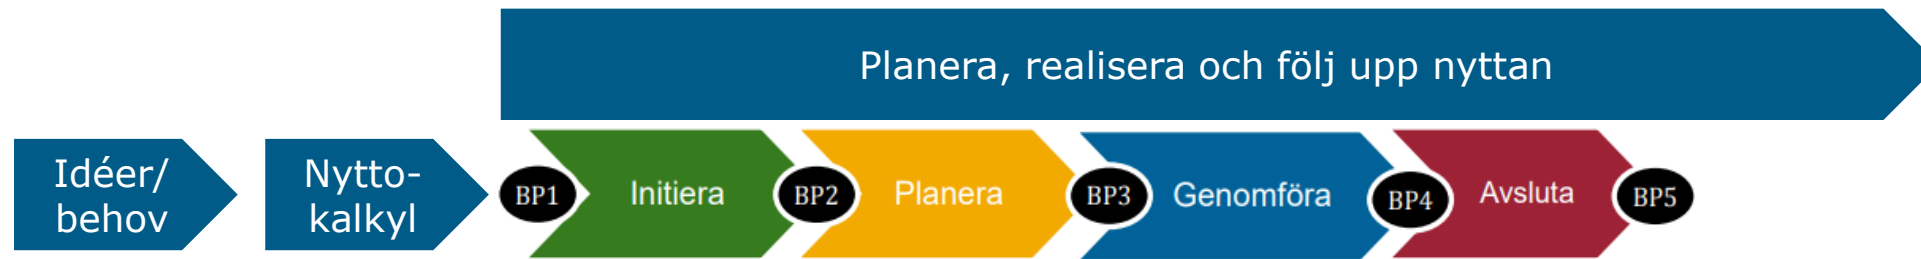 Planera, realisera och följ upp nyttan
Idéer/
behov
Nytto-
kalkyl
BP1
Initiera
BP2
Planera
BP3
Genomföra
BP4
Avsluta
BP5